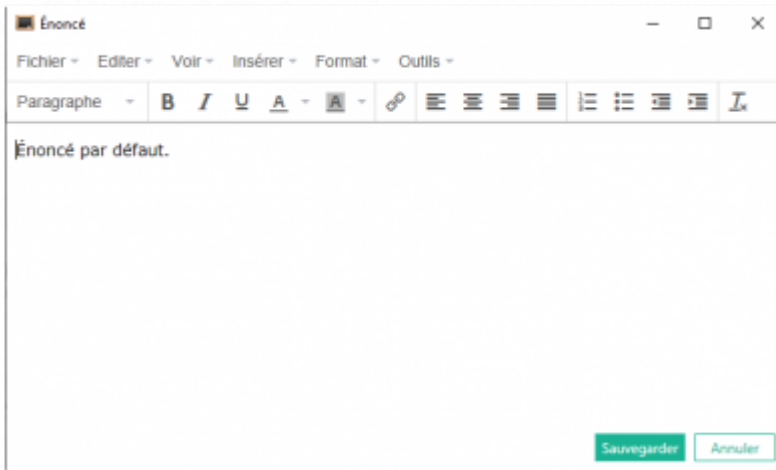 Énoncé
Fichier Editer Voir Insérer Format Outils
Paragraphe B I U A A
Énoncé par défaut.
Sauvegarder Annuler